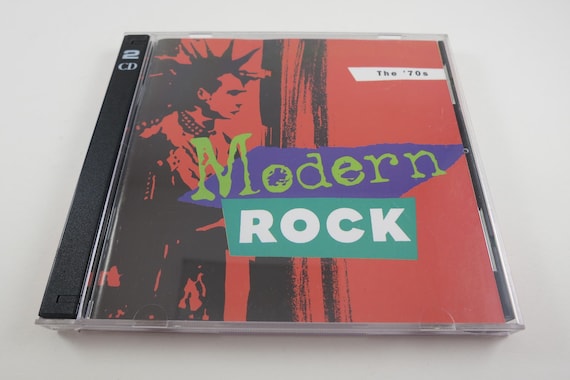 2
CD
The '70s
Modern
ROCK